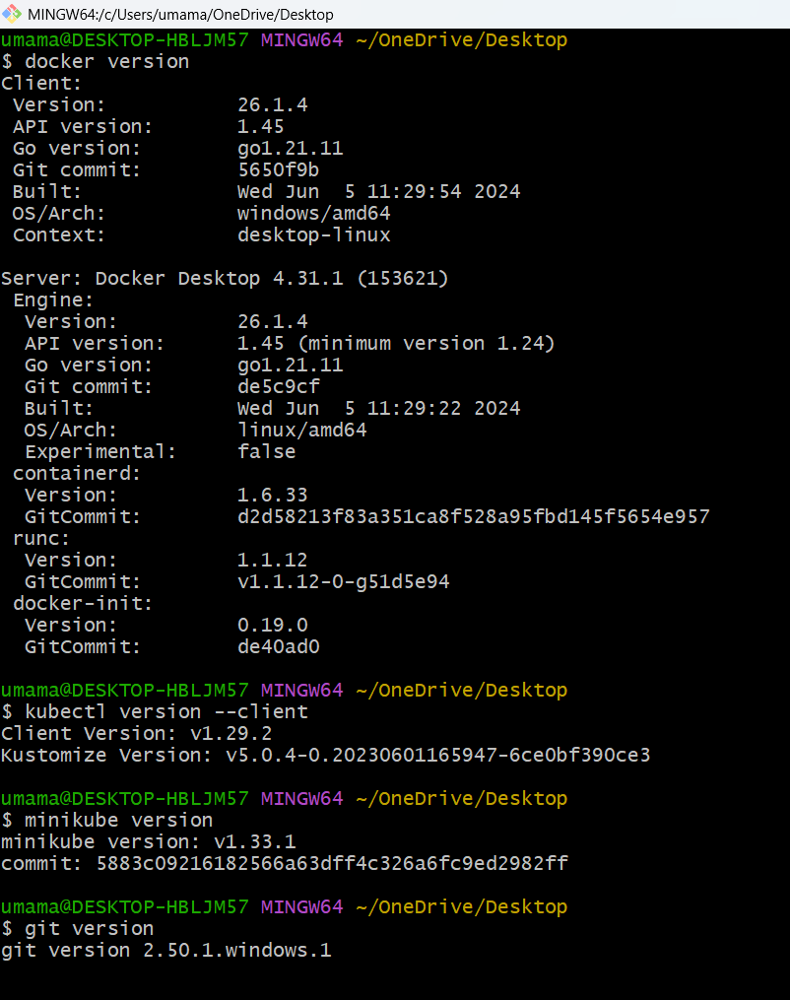 MINGW64:/c/Users/umama/OneDrive/Desktop
umama@DESKTOP-HBLJM57 MINGW64 ~/OneDrive/Desktop
$ docker version
Client:
 Version:           26.1.4
 API version:       1.45
 Go version:        go1.21.11
 Git commit:        5650f9b
 Built:             Wed Jun  5 11:29:54 2024
 OS/Arch:           windows/amd64
 Context:           desktop-linux

Server: Docker Desktop 4.31.1 (153621)
 Engine:
  Version:          26.1.4
  API version:      1.45 (minimum version 1.24)
  Go version:       go1.21.11
  Git commit:       de5c9cf
  Built:            Wed Jun  5 11:29:22 2024
  OS/Arch:          linux/amd64
  Experimental:     false
 containerd:
  Version:          1.6.33
  GitCommit:        d2d58213f83a351ca8f528a95fbd145f5654e957
 runc:
  Version:          1.1.12
  GitCommit:        v1.1.12-0-g51d5e94
 docker-init:
  Version:          0.19.0
  GitCommit:        de40ad0

umama@DESKTOP-HBLJM57 MINGW64 ~/OneDrive/Desktop
$ kubectl version --client
Client Version: v1.29.2
Kustomize Version: v5.0.4-0.20230601165947-6ce0bf390ce3

umama@DESKTOP-HBLJM57 MINGW64 ~/OneDrive/Desktop
$ minikube version
minikube version: v1.33.1
commit: 5883c09216182566a63dff4c326a6fc9ed2982ff

umama@DESKTOP-HBLJM57 MINGW64 ~/OneDrive/Desktop
$ git version
git version 2.50.1.windows.1